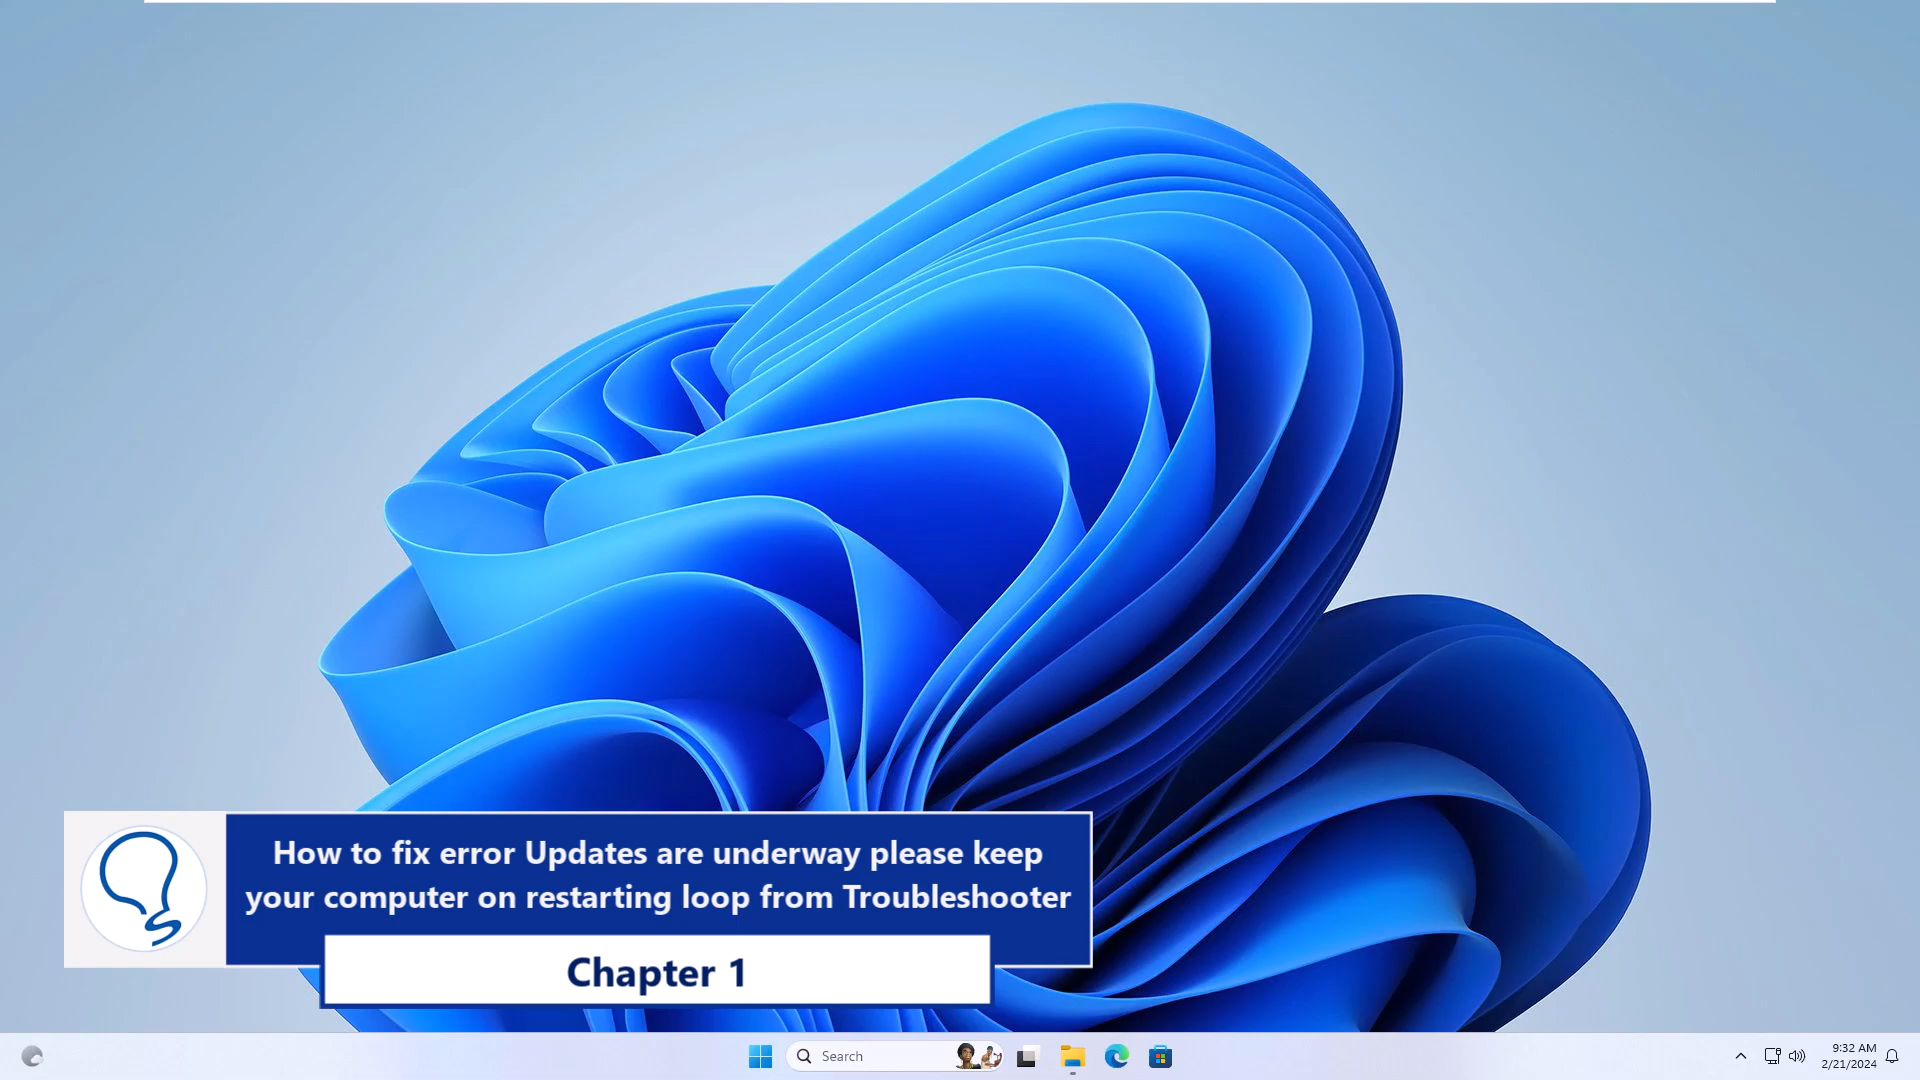 How to fix error Updates are underway please keep
your computer on restarting loop from Troubleshooter
Chapter 1
Search
9:32 AM
2/21/2024